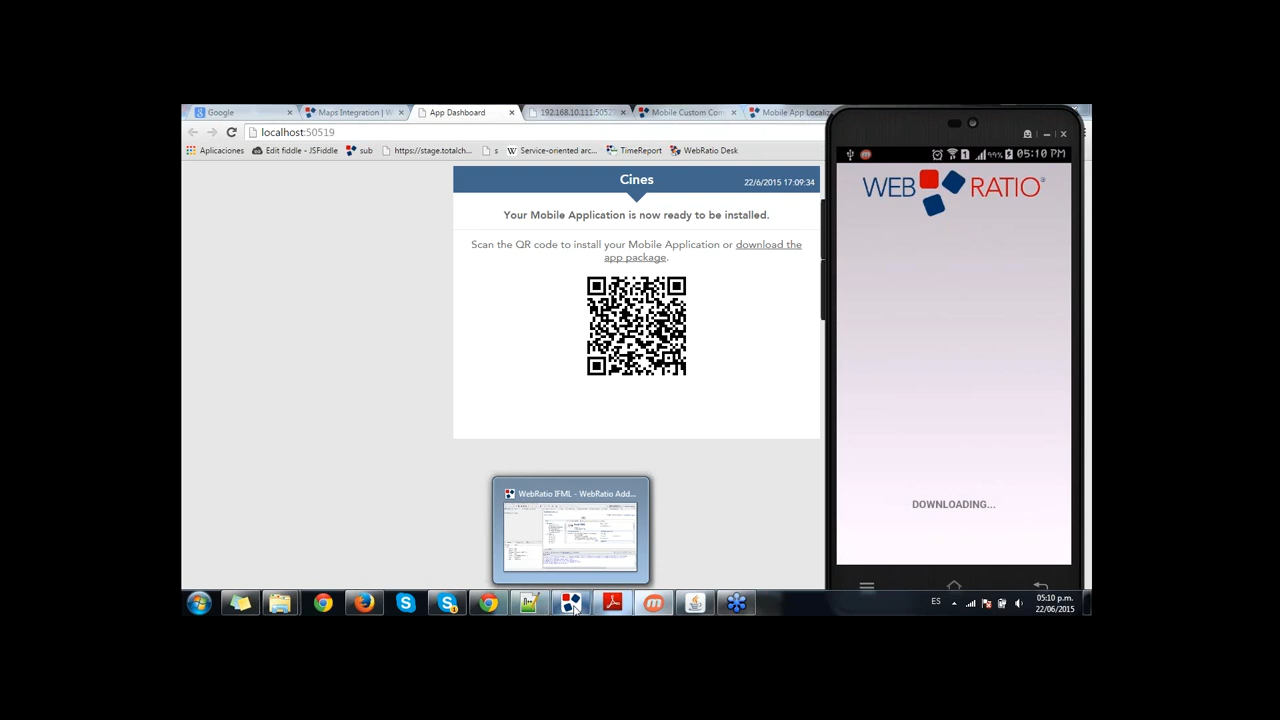 Google
Maps Integration | W
App Dashboard
192.168.10.111:5052
Mobile Custom Com
Mobile App Localiz
localhost:50519
Aplicaciones
Edit fiddle - JSFiddle
sub
https://stage.totalch...
s
Service-oriented arc...
TimeReport
WebRatio Desk
Cines
22/6/2015 17:09:34
Your Mobile Application is now ready to be installed.
Scan the QR code to install your Mobile Application or download the
app package.
99% 05:10 PM
WEB RATIO
DOWNLOADING...
WebRatio IFML - WebRatio Add...
ES
05:10 p.m.
22/06/2015